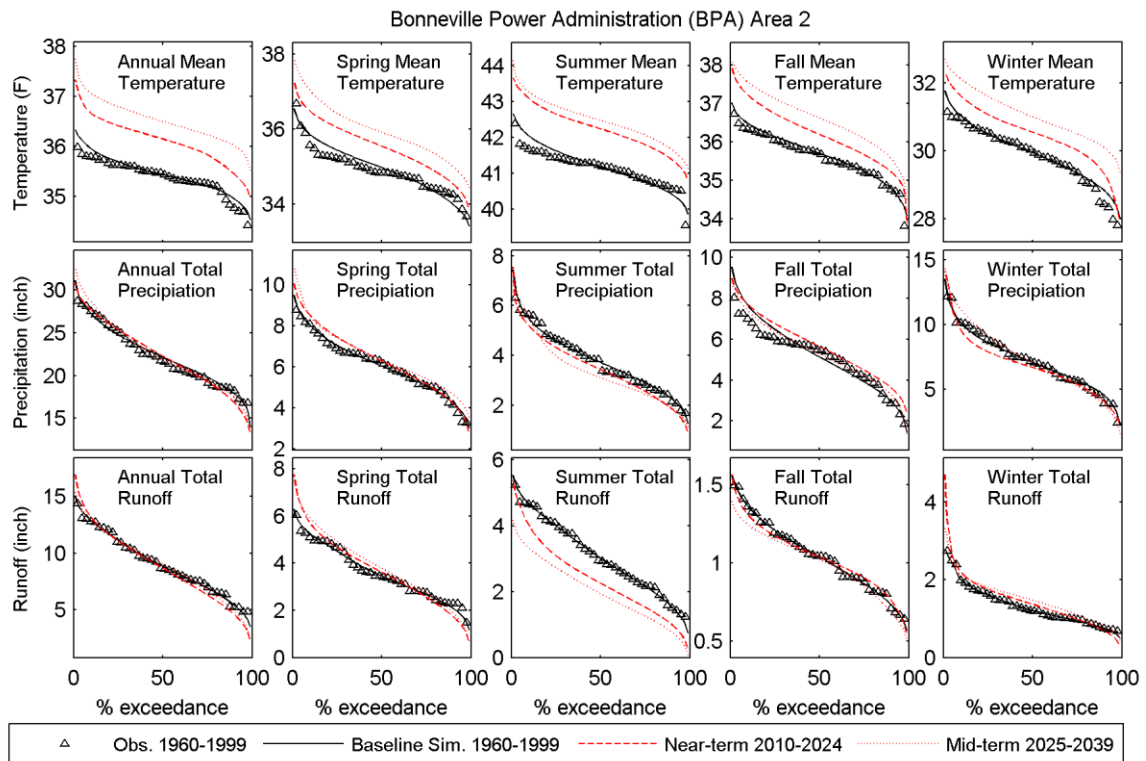 Bonneville Power Administration (BPA) Area 2
Temperature (F)
38
37
36
35
Annual Mean
Temperature
38
36
34
Spring Mean
Temperature
44
43
42
41
40
Summer Mean
Temperature
38
37
36
35
34
Fall Mean
Temperature
32
30
28
Winter Mean
Temperature
Precipitation (inch)
30
25
20
15
Annual Total
Precipitation
10
8
6
4
2
Spring Total
Precipitation
8
6
4
2
Summer Total
Precipitation
10
8
6
4
2
Fall Total
Precipitation
15
10
5
Winter Total
Precipitation
Runoff (inch)
15
10
5
Annual Total
Runoff
8
6
4
2
0
Spring Total
Runoff
6
4
2
0
Summer Total
Runoff
1.5
1
0.5
Fall Total
Runoff
4
2
0
Winter Total
Runoff
0 50 100
0 50 100
0 50 100
0 50 100
0 50 100
% exceedance
% exceedance
% exceedance
% exceedance
% exceedance
Obs. 1960-1999
Baseline Sim. 1960-1999
Near-term 2010-2024
Mid-term 2025-2039